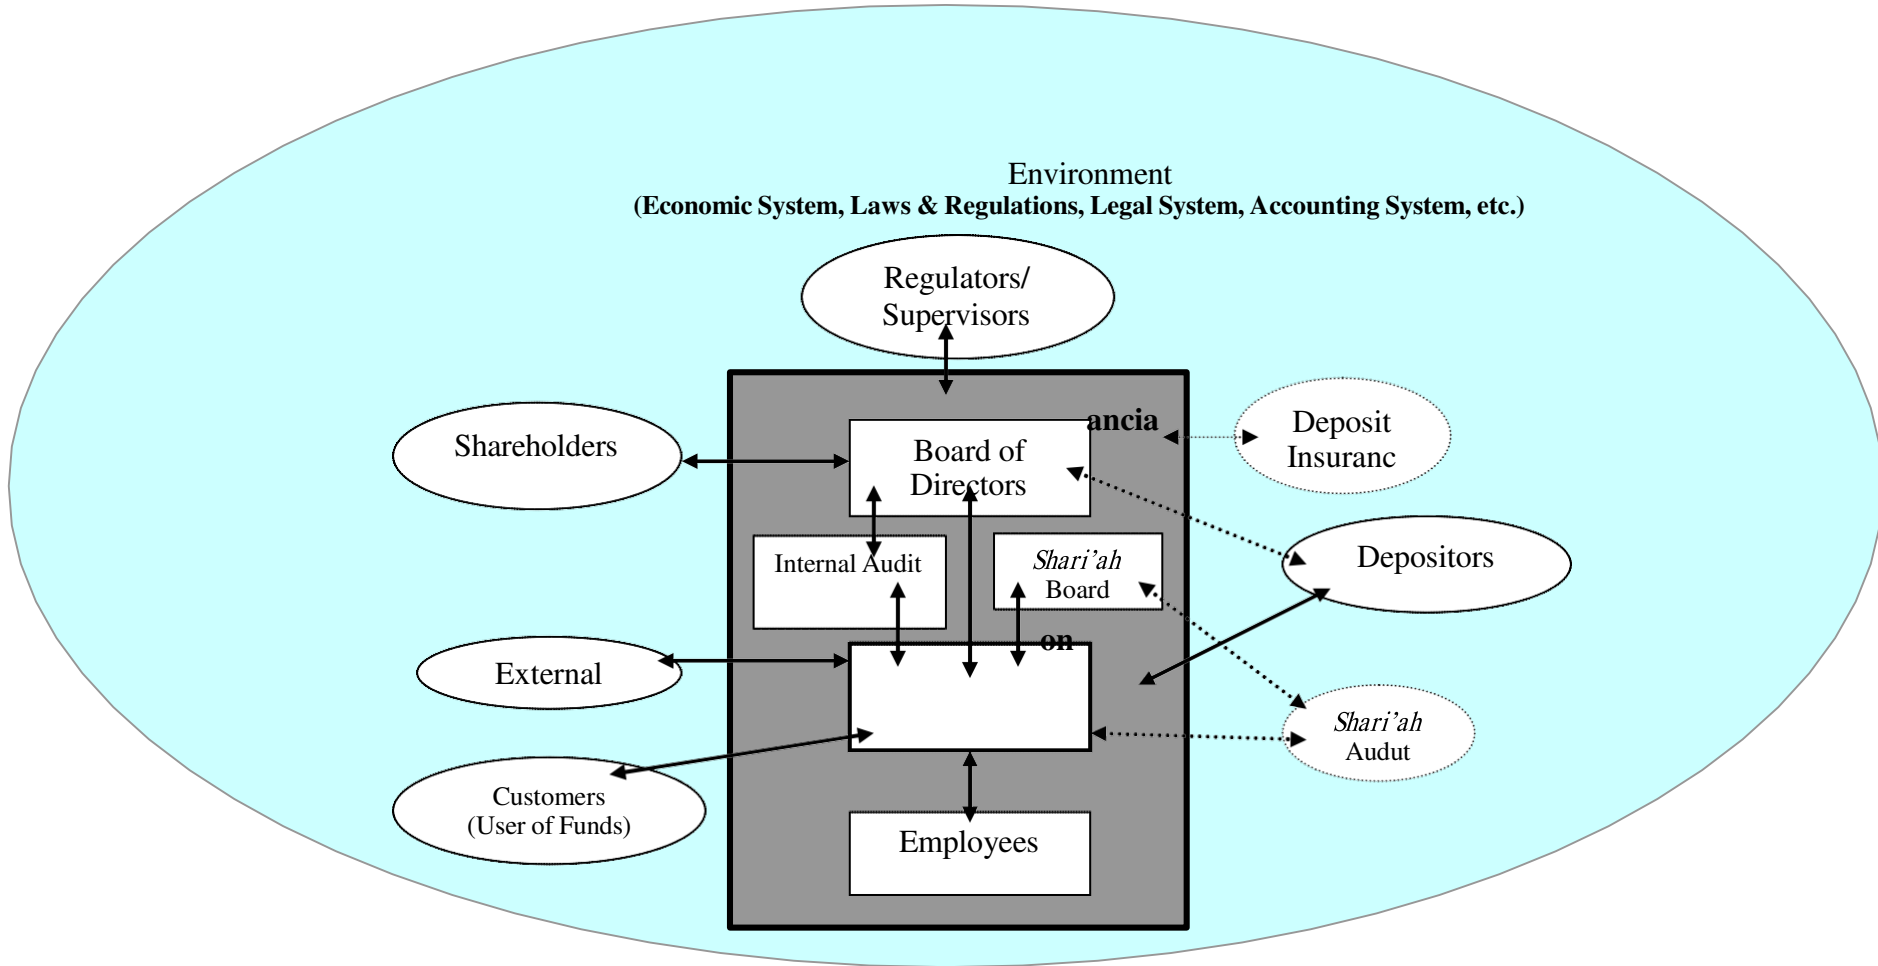 Environment
(Economic System, Laws & Regulations, Legal System, Accounting System, etc.)
Regulators/
Supervisors
Shareholders
ancia
Board of
Directors
Deposit
Insuranc
Internal Audit
Shari’ah
Board
Depositors
on
External
Shari’ah
Audut
Customers
(User of Funds)
Employees